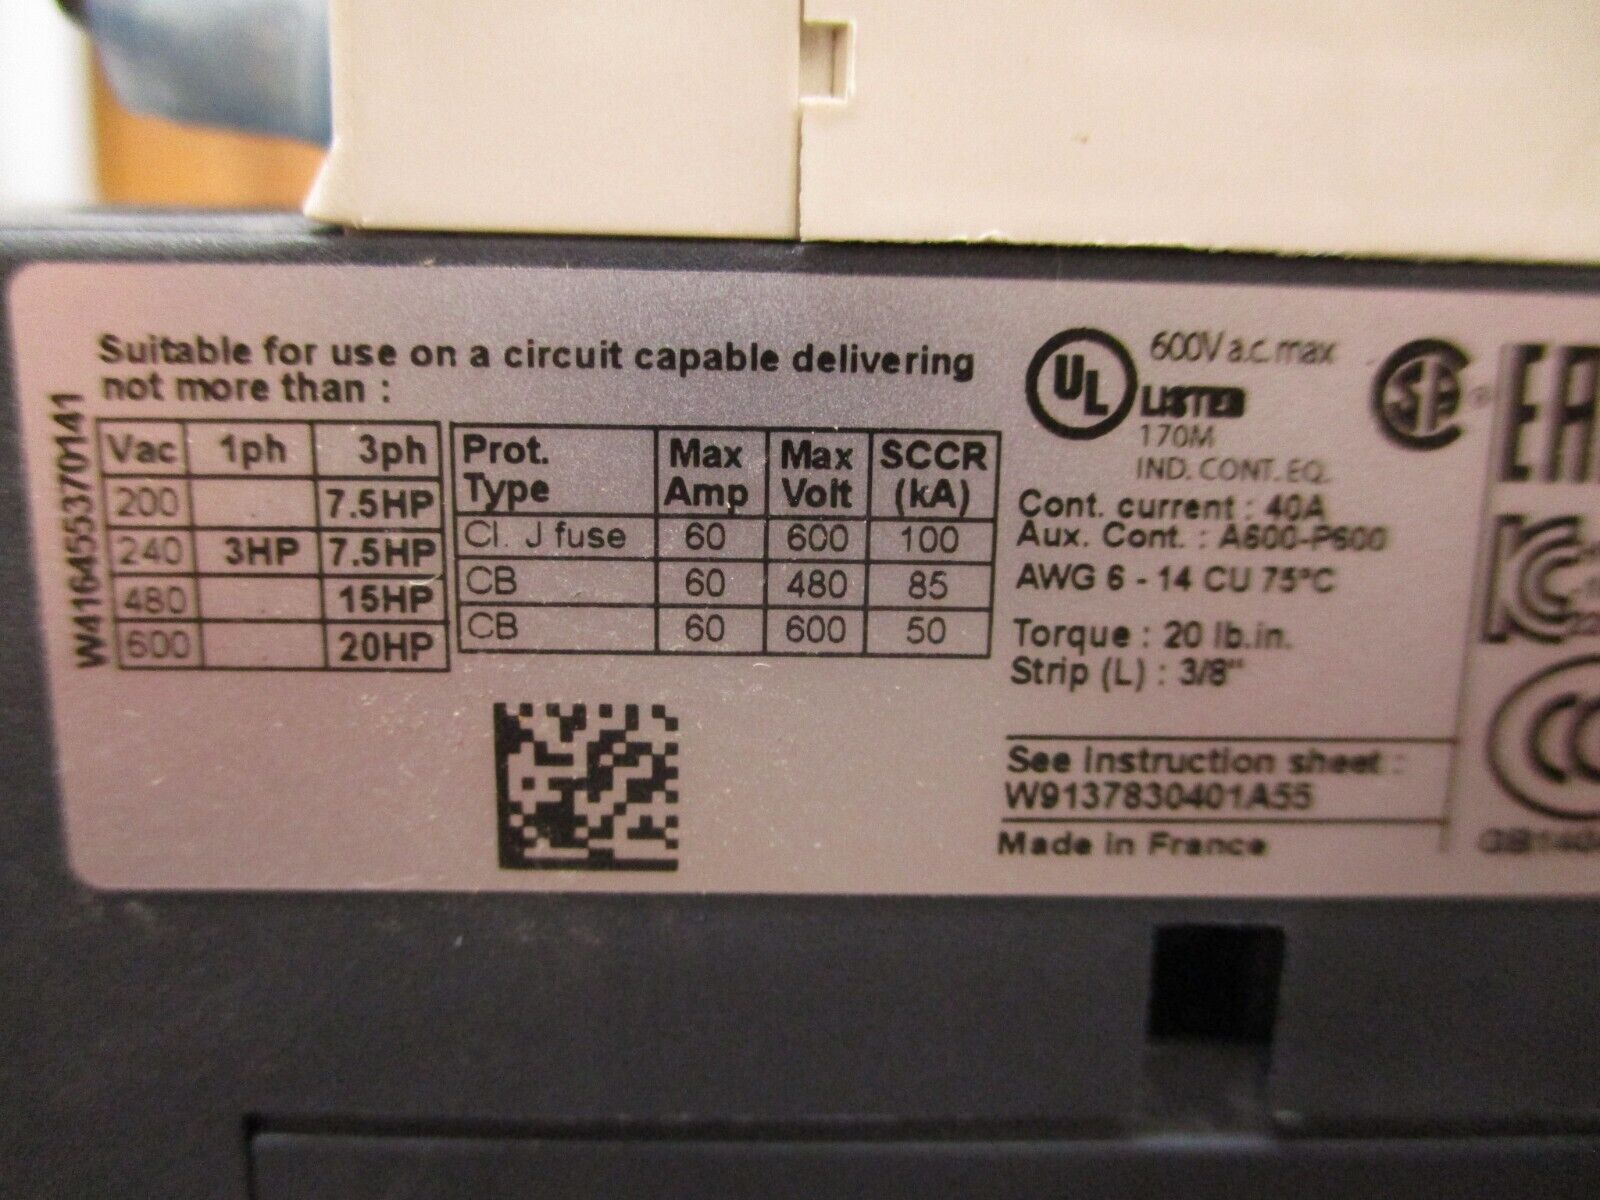 Suitable for use on a circuit capable delivering
not more than :
W41645537 0141
Vac 1ph 3ph
200 7.5HP
240 3HP 7.5HP
480 15HP
600 20HP
Prot. Type Max Amp Max Volt SCCR (kA)
Cl. J fuse 60 600 100
CB 60 480 85
CB 60 600 50
UL
600V a.c. max
LISTED
170M
IND. CONT. EQ.
Cont. current : 40A
Aux. Cont. : A600-P600
AWG 6 - 14 CU 75°C
Torque : 20 lb.in.
Strip (L) : 3/8"
See instruction sheet :
W9137830401A55
Made in France